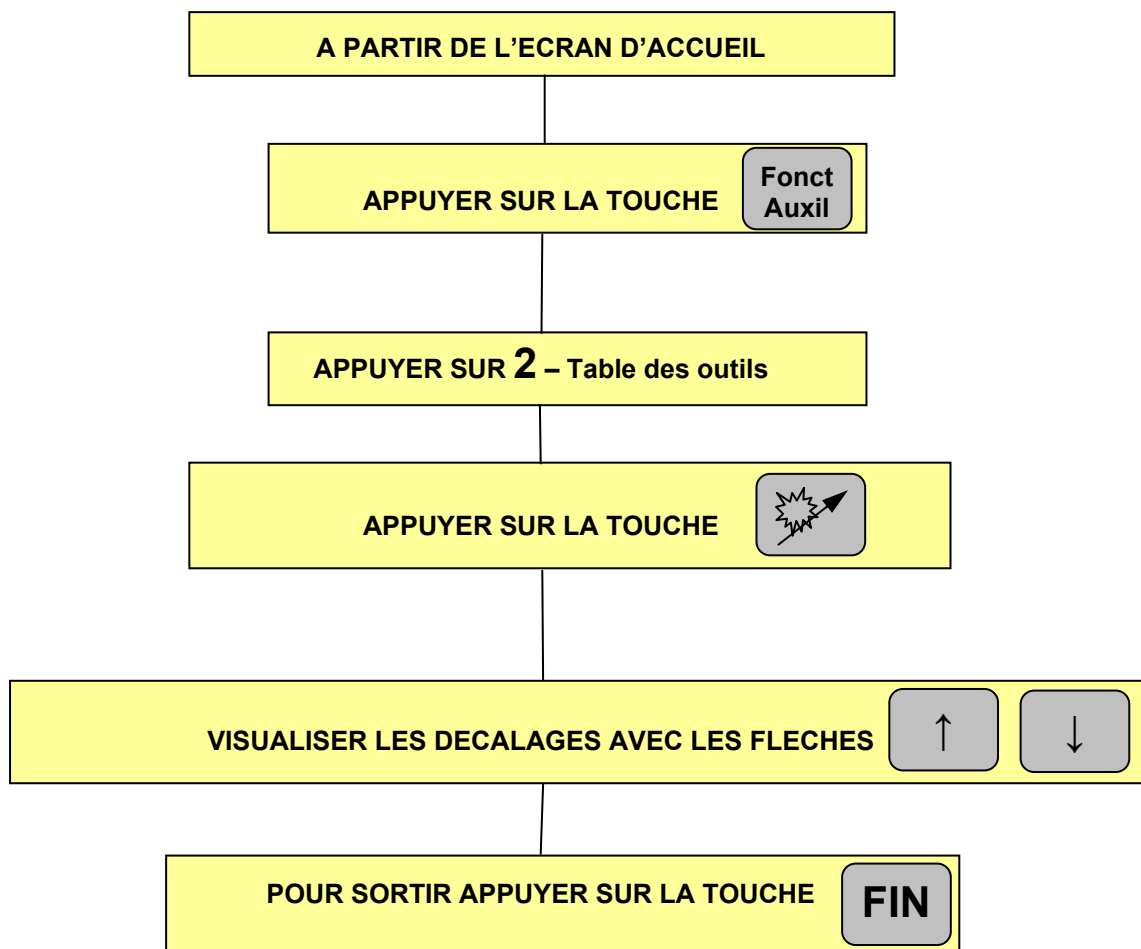 A PARTIR DE L'ECRAN D'ACCUEIL
APPUYER SUR LA TOUCHE Fonct
Auxil
APPUYER SUR 2 – Table des outils
APPUYER SUR LA TOUCHE
VISUALISER LES DECALAGES AVEC LES FLECHES ↑ ↓
POUR SORTIR APPUYER SUR LA TOUCHE FIN